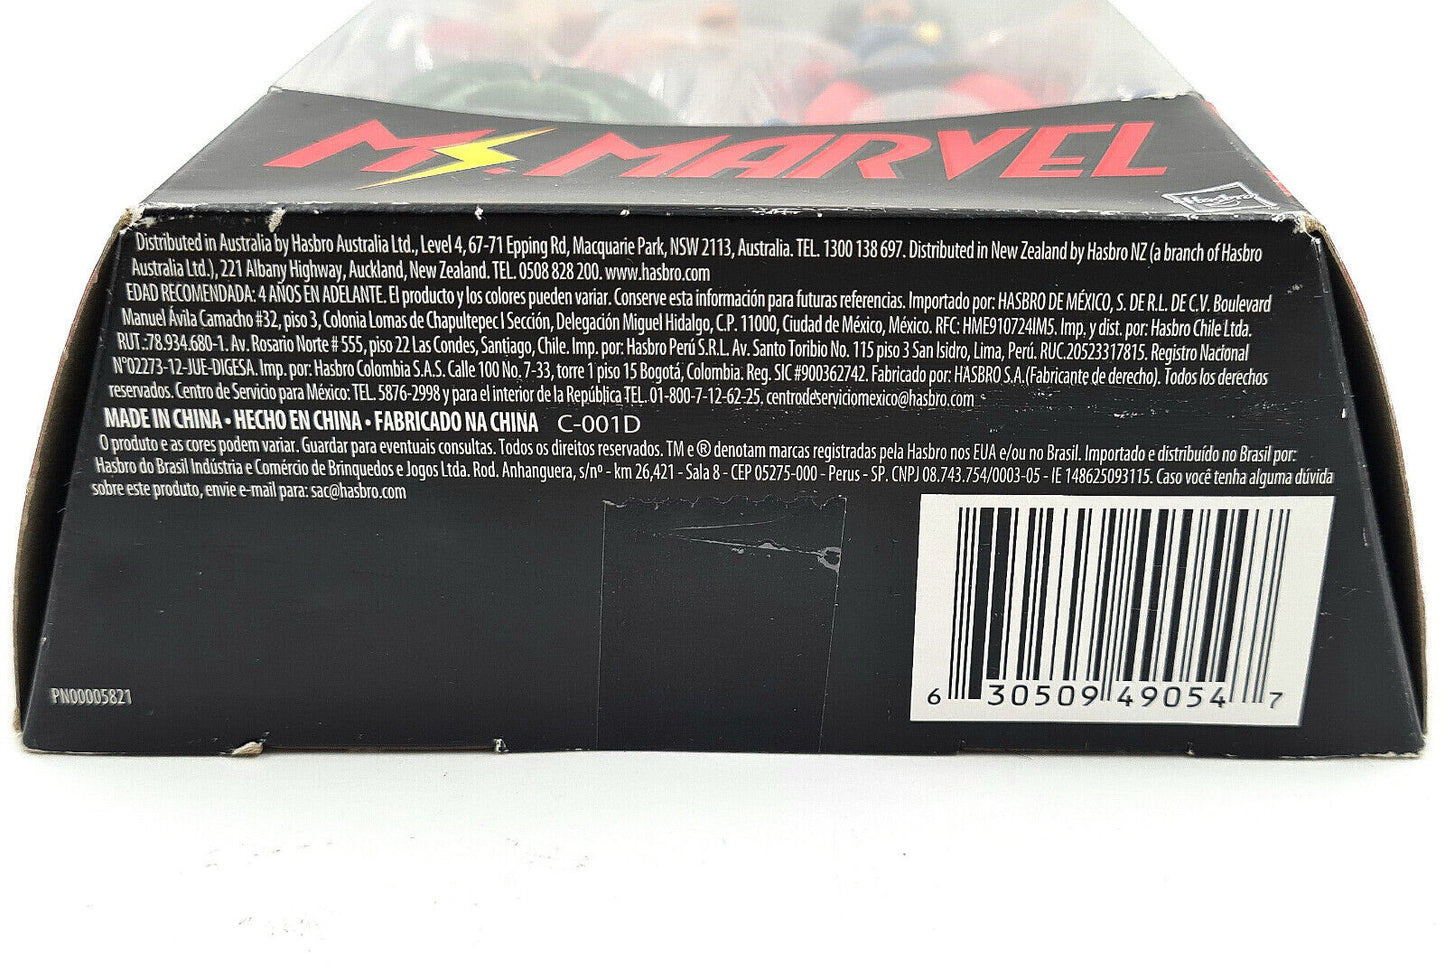 MS. MARVEL
Hasbro
Distributed in Australia by Hasbro Australia Ltd., Level 4, 67-71 Epping Rd, Macquarie Park, NSW 2113, Australia. TEL. 1300 138 697. Distributed in New Zealand by Hasbro NZ (a branch of Hasbro
Australia Ltd.), 221 Albany Highway, Auckland, New Zealand. TEL. 0508 828 200. www.hasbro.com
EDAD RECOMENDADA: 4 AÑOS EN ADELANTE. El producto y los colores pueden variar. Conserve esta información para futuras referencias. Importado por: HASBRO DE MÉXICO, S. DE R.L. DE C.V. Boulevard
Manuel Ávila Camacho #32, piso 3, Colonia Lomas de Chapultepec I Sección, Delegación Miguel Hidalgo, C.P. 11000, Ciudad de México, México. RFC: HME910724IM5. Imp. y dist. por: Hasbro Chile Ltda.
RUT.:78.934.680-1. Av. Rosario Norte # 555, piso 22 Las Condes, Santiago, Chile. Imp. por: Hasbro Perú S.R.L. Av. Santo Toribio No. 115 piso 3 San Isidro, Lima, Perú. RUC.20523317815. Registro Nacional
Nº02273-12-JUE-DIGESA. Imp. por: Hasbro Colombia S.A.S. Calle 100 No. 7-33, torre 1 piso 15 Bogotá, Colombia. Reg. SIC #900362742. Fabricado por: HASBRO S.A.(Fabricante de derecho). Todos los derechos
reservados. Centro de Servicio para México: TEL. 5876-2998 y para el interior de la República TEL. 01-800-7-12-62-25. centrodeserviciomexico@hasbro.com
MADE IN CHINA • HECHO EN CHINA • FABRICADO NA CHINA C-001D
O produto e as cores podem variar. Guardar para eventuais consultas. Todos os direitos reservados. TM e ® denotam marcas registradas pela Hasbro nos EUA e/ou no Brasil. Importado e distribuído no Brasil por:
Hasbro do Brasil Indústria e Comércio de Brinquedos e Jogos Ltda. Rod. Anhanguera, s/nº - km 26,421 - Sala 8 - CEP 05275-000 - Perus - SP. CNPJ 08.743.754/0003-05 - IE 148625093115. Caso você tenha alguma dúvida
sobre este produto, envie e-mail para: sac@hasbro.com
PN00005821
6 30509 49054 7